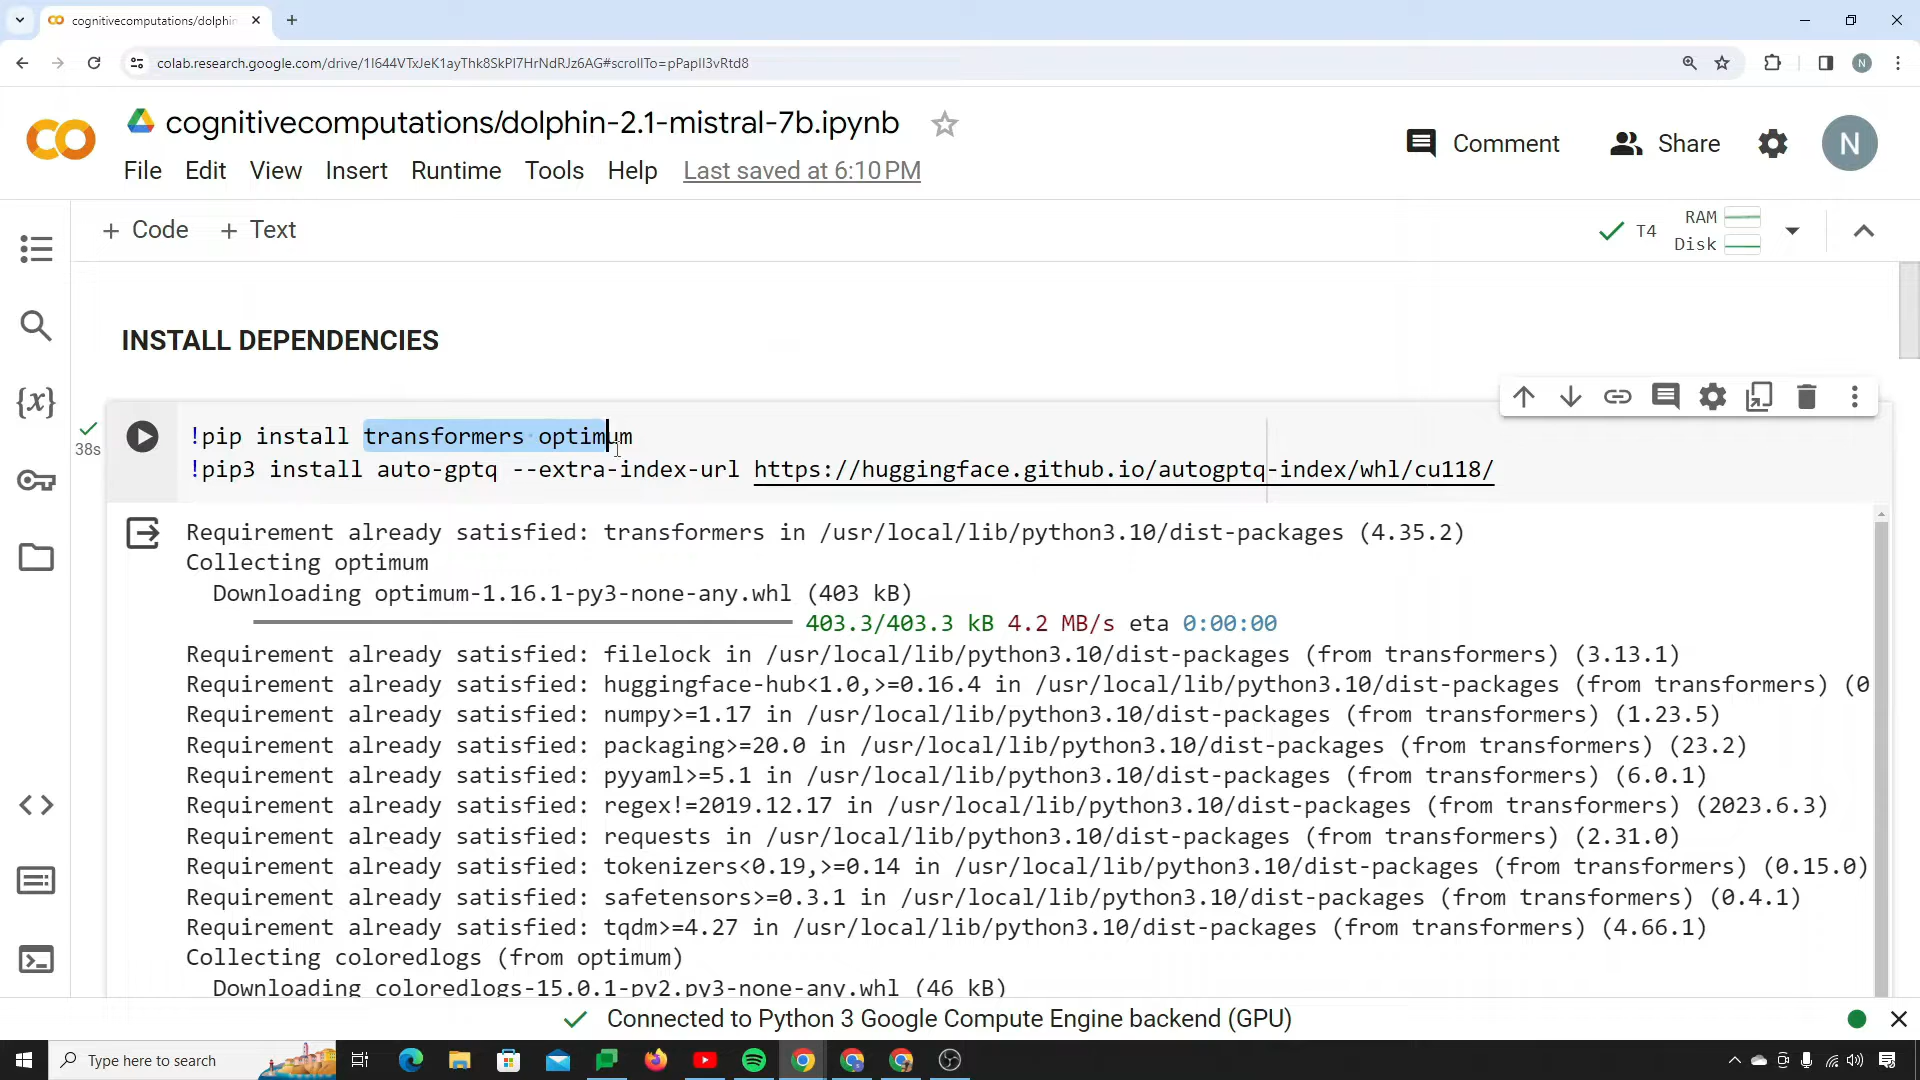 cognitivecomputations/dolphin
colab.research.google.com/drive/1I644VTxJeK1ayThk8SkPI7HrNdRJz6AG#scrollTo=pPapII3vRtd8
N
cognitivecomputations/dolphin-2.1-mistral-7b.ipynb
Comment
Share
N
File Edit View Insert Runtime Tools Help Last saved at 6:10 PM
+ Code + Text
T4
RAM
Disk
INSTALL DEPENDENCIES
38s
!pip install transformers optimum
!pip3 install auto-gptq --extra-index-url https://huggingface.github.io/autogptq-index/whl/cu118/
Requirement already satisfied: transformers in /usr/local/lib/python3.10/dist-packages (4.35.2)
Collecting optimum
Downloading optimum-1.16.1-py3-none-any.whl (403 kB)
403.3/403.3 kB 4.2 MB/s eta 0:00:00
Requirement already satisfied: filelock in /usr/local/lib/python3.10/dist-packages (from transformers) (3.13.1)
Requirement already satisfied: huggingface-hub<1.0,>=0.16.4 in /usr/local/lib/python3.10/dist-packages (from transformers) (0
Requirement already satisfied: numpy>=1.17 in /usr/local/lib/python3.10/dist-packages (from transformers) (1.23.5)
Requirement already satisfied: packaging>=20.0 in /usr/local/lib/python3.10/dist-packages (from transformers) (23.2)
Requirement already satisfied: pyyaml>=5.1 in /usr/local/lib/python3.10/dist-packages (from transformers) (6.0.1)
Requirement already satisfied: regex!=2019.12.17 in /usr/local/lib/python3.10/dist-packages (from transformers) (2023.6.3)
Requirement already satisfied: requests in /usr/local/lib/python3.10/dist-packages (from transformers) (2.31.0)
Requirement already satisfied: tokenizers<0.19,>=0.14 in /usr/local/lib/python3.10/dist-packages (from transformers) (0.15.0)
Requirement already satisfied: safetensors>=0.3.1 in /usr/local/lib/python3.10/dist-packages (from transformers) (0.4.1)
Requirement already satisfied: tqdm>=4.27 in /usr/local/lib/python3.10/dist-packages (from transformers) (4.66.1)
Collecting coloredlogs (from optimum)
Downloading coloredlogs-15.0.1-py2.py3-none-any.whl (46 kB)
Connected to Python 3 Google Compute Engine backend (GPU)
Type here to search